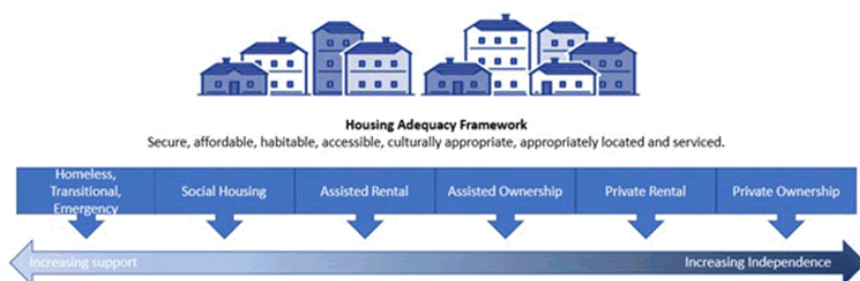 Housing Adequacy Framework
Secure, affordable, habitable, accessible, culturally appropriate, appropriately located and serviced.
Homeless,
Transitional,
Emergency
Social Housing
Assisted Rental
Assisted Ownership
Private Rental
Private Ownership
Increasing support
Increasing Independence